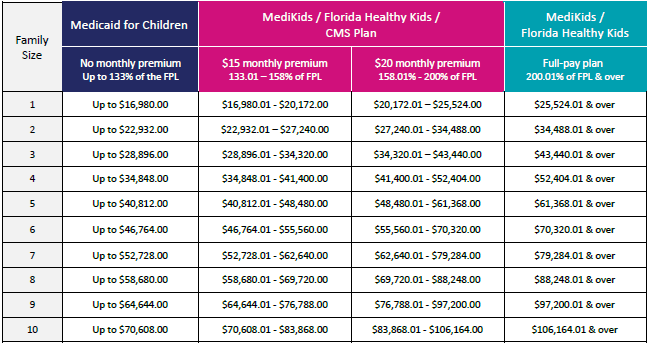 Family Size
Medicaid for Children
MediKids / Florida Healthy Kids /
CMS Plan
MediKids /
Florida Healthy Kids
No monthly premium
Up to 133% of the FPL
$15 monthly premium
133.01 – 158% of FPL
$20 monthly premium
158.01% - 200% of FPL
Full-pay plan
200.01% of FPL & over
1 Up to $16,980.00 $16,980.01 - $20,172.00 $20,172.01 – $25,524.00 $25,524.01 & over
2 Up to $22,932.00 $22,932.01 – $27,240.00 $27,240.01 - $34,488.00 $34,488.01 & over
3 Up to $28,896.00 $28,896.01 - $34,320.00 $34,320.01 – $43,440.00 $43,440.01 & over
4 Up to $34,848.00 $34,848.01 - $41,400.00 $41,400.01 - $52,404.00 $52,404.01 & over
5 Up to $40,812.00 $40,812.01 - $48,480.00 $48,480.01 - $61,368.00 $61,368.01 & over
6 Up to $46,764.00 $46,764.01 - $55,560.00 $55,560.01 - $70,320.00 $70,320.01 & over
7 Up to $52,728.00 $52,728.01 - $62,640.00 $62,640.01 - $79,284.00 $79,284.01 & over
8 Up to $58,680.00 $58,680.01 - $69,720.00 $69,720.01 - $88,248.00 $88,248.01 & over
9 Up to $64,644.00 $64,644.01 - $76,788.00 $76,788.01 - $97,200.00 $97,200.01 & over
10 Up to $70,608.00 $70,608.01 - $83,868.00 $83,868.01 - $106,164.00 $106,164.01 & over